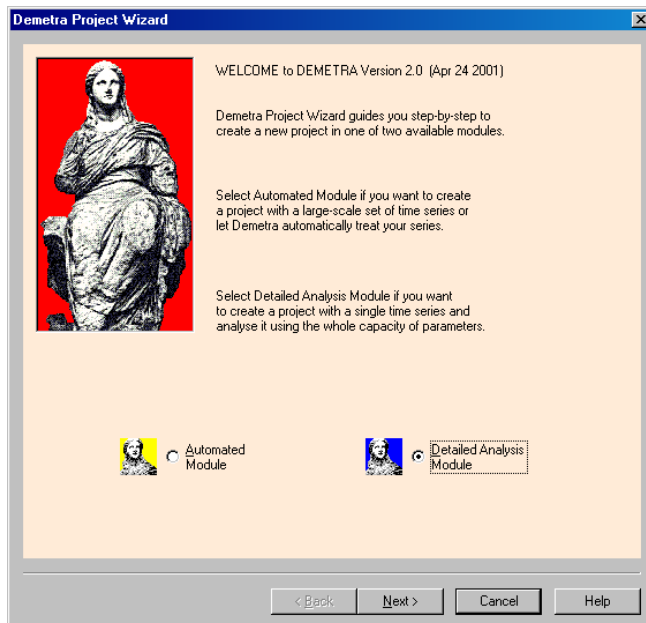 Demetra Project Wizard
WELCOME to DEMETRA Version 2.0 (Apr 24 2001)
Demetra Project Wizard guides you step-by-step to
create a new project in one of two available modules.
Select Automated Module if you want to create
a project with a large-scale set of time series or
let Demetra automatically treat your series.
Select Detailed Analysis Module if you want
to create a project with a single time series and
analyse it using the whole capacity of parameters.
Automated
Module
Detailed Analysis
Module
< Back
Next >
Cancel
Help